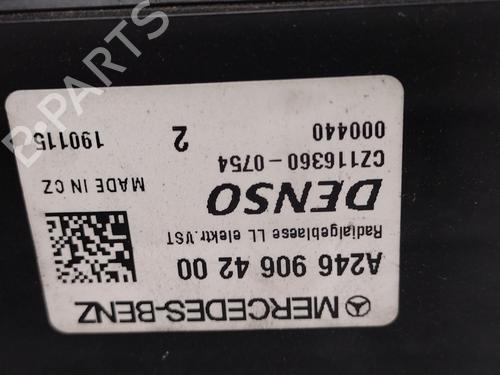 MERCEDES-BENZ
A246 906 42 00
Radialgeblaese LL elektr.VST
DENSO
CZ116360-0754
000440
MADE IN CZ
2
190115
B